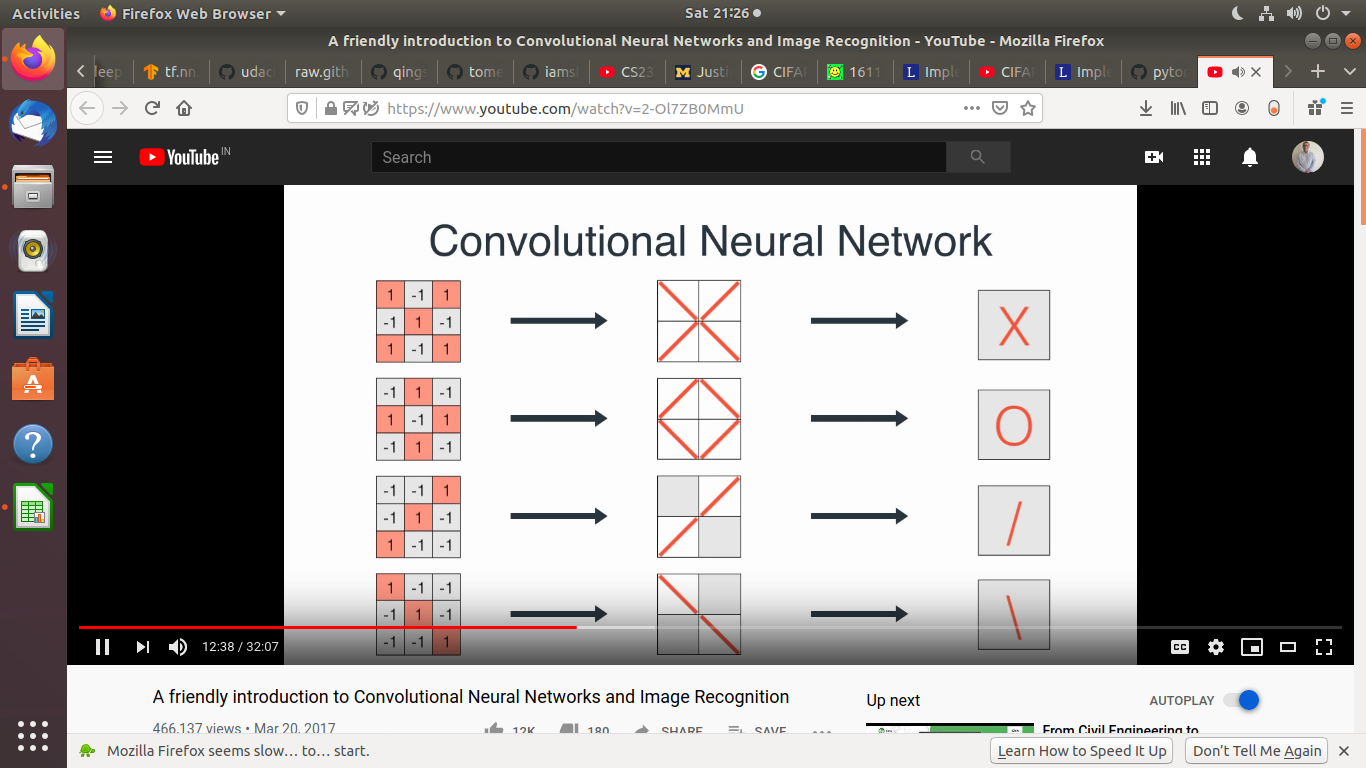 Activities Firefox Web Browser Sat 21:26
A friendly introduction to Convolutional Neural Networks and Image Recognition - YouTube - Mozilla Firefox
leep tf.nn. udac raw.gith qings tome iamsl CS23 M Justi CIFAR 1611 L Imple CIFAR L Imple pytor
https://www.youtube.com/watch?v=2-Ol7ZB0MmU
YouTube IN Search
Convolutional Neural Network
1 -1 1
-1 1 -1
1 -1 1
X
-1 1 -1
1 -1 1
-1 1 -1
O
-1 -1 1
-1 1 -1
1 -1 -1
/
1 -1 -1
-1 1 -1
-1 -1 1
\
12:38 / 32:07 CC
A friendly introduction to Convolutional Neural Networks and Image Recognition
466,137 views • Mar 20, 2017 12K 180 SHARE SAVE
Up next AUTOPLAY
From Civil Engineering to
Mozilla Firefox seems slow… to… start. Learn How to Speed It Up Don't Tell Me Again